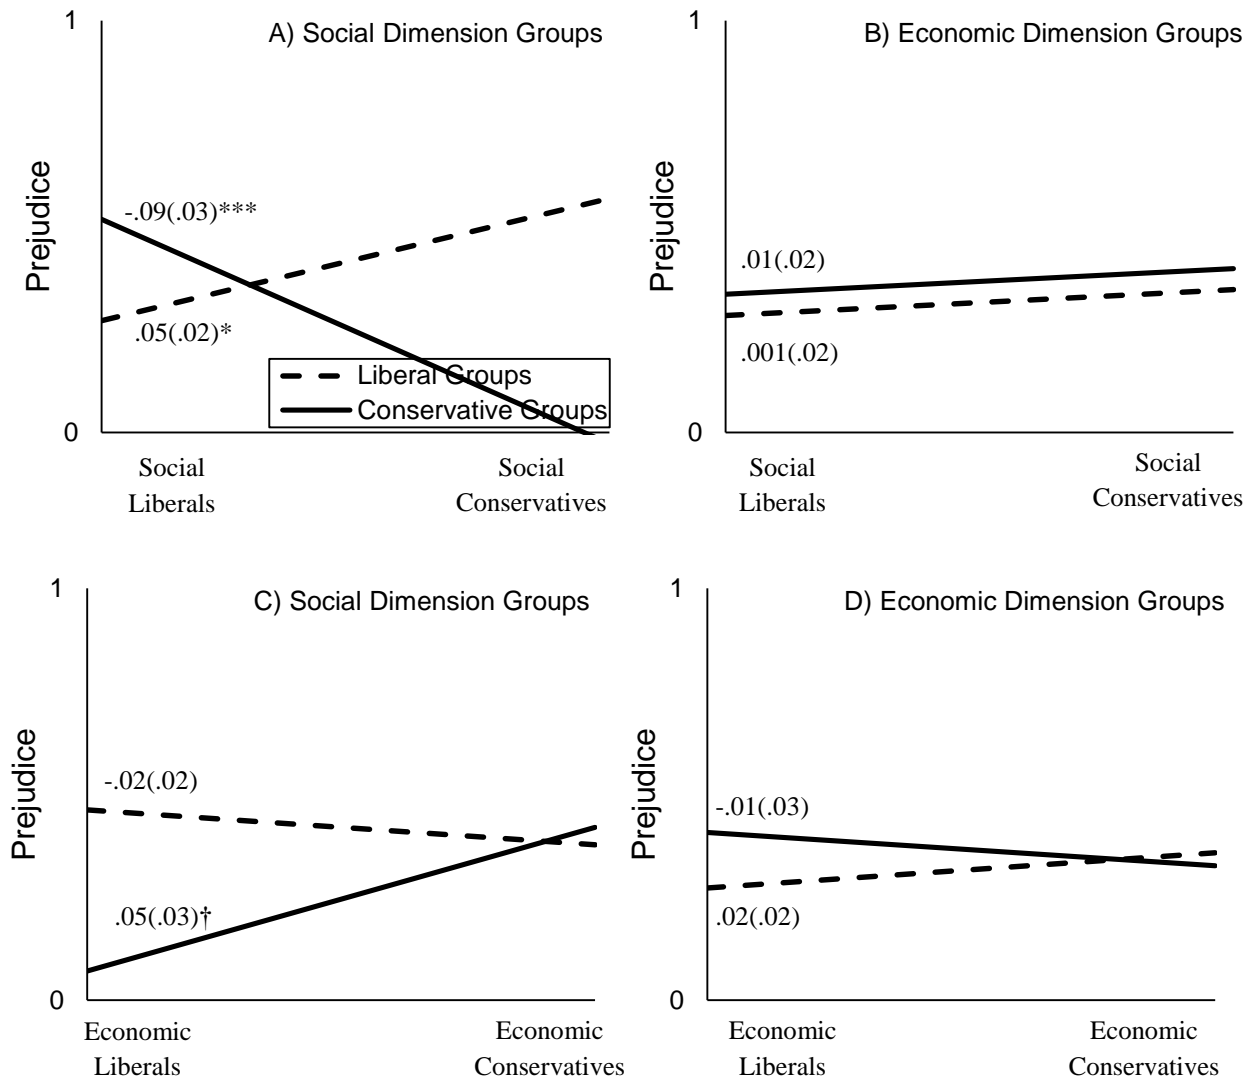 1
A) Social Dimension Groups
Prejudice
-.09(.03)***
.05(.02)*
Liberal Groups
Conservative Groups
0
Social
Liberals
Social
Conservatives
1
B) Economic Dimension Groups
Prejudice
.01(.02)
.001(.02)
0
Social
Liberals
Social
Conservatives
1
C) Social Dimension Groups
Prejudice
-.02(.02)
.05(.03)†
0
Economic
Liberals
Economic
Conservatives
1
D) Economic Dimension Groups
Prejudice
-.01(.03)
.02(.02)
0
Economic
Liberals
Economic
Conservatives